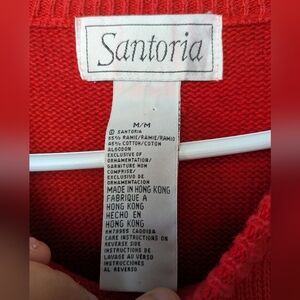 Santoria
M/M
© SANTORIA
55% RAMIE/RAMIE/RAMIO
45% COTTON/COTON/
ALGODON
EXCLUSIVE OF
ORNAMENTATION/
GARNITURE NON
COMPRISE/
EXCLUSIVO DE
ORNAMENTACION/
MADE IN HONG KONG
FABRIQUE A
HONG KONG
HECHO EN
HONG KONG
CARE INSTRUCTIONS ON
REVERSE SIDE
INSTRUCTIONS DE
LAVAGE AU VERSO
INSTRUCCIONES
AL REVERSO